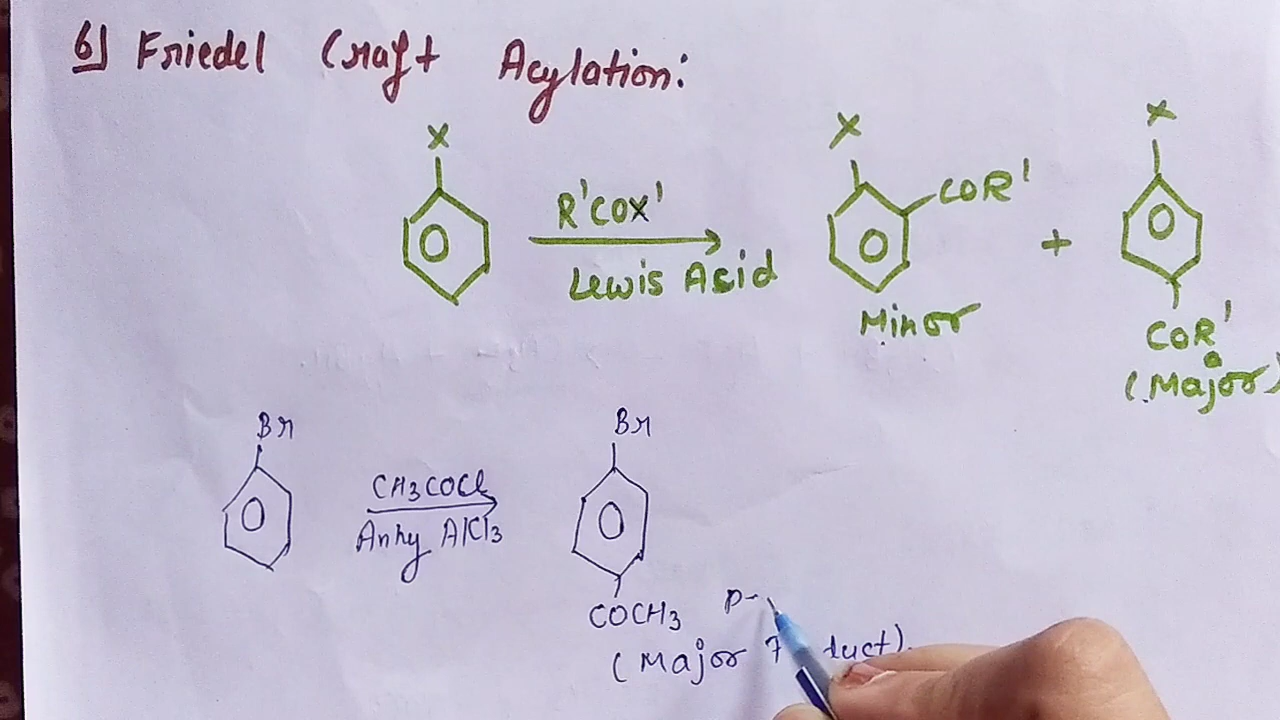 6] Friedel Craft Acylation:
X
R'COX'
Lewis Acid
X
COR'
Minor
+
X
COR'
(Major)
Br
CH3COCl
Anhy AlCl3
Br
COCH3
p-
(Major
duct).